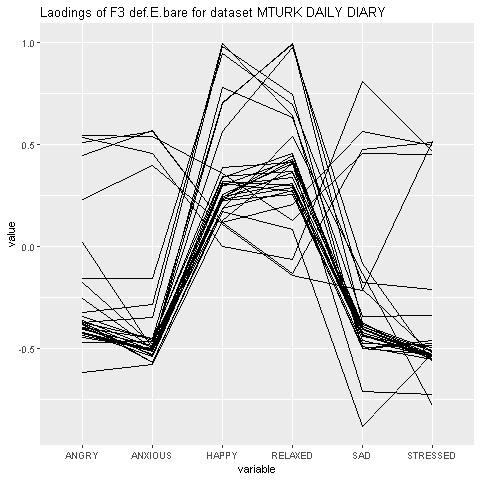 Laodings of F3 def.E.bare for dataset MTURK DAILY DIARY
1.0
0.5
0.0
-0.5
value
ANGRY ANXIOUS HAPPY RELAXED SAD STRESSED
variable